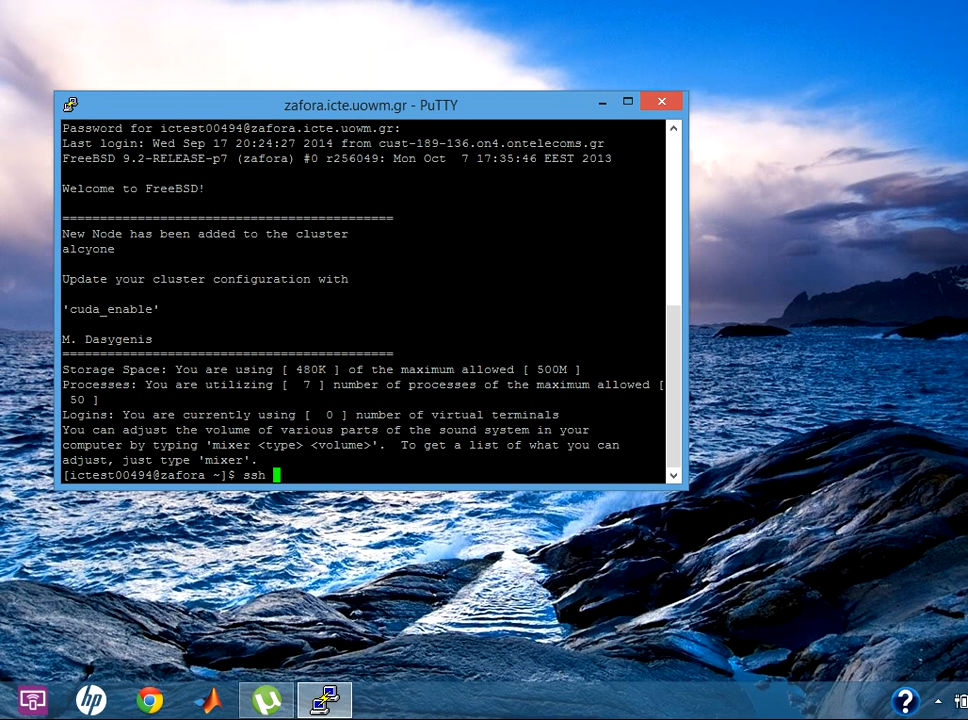 zafora.icte.uowm.gr - PuTTY
Password for ictest00494@zafora.icte.uowm.gr:
Last login: Wed Sep 17 20:24:27 2014 from cust-189-136.on4.ontelecoms.gr
FreeBSD 9.2-RELEASE-p7 (zafora) #0 r256049: Mon Oct  7 17:35:46 EEST 2013
Welcome to FreeBSD!
============================================
New Node has been added to the cluster
alcyone
Update your cluster configuration with
'cuda_enable'
M. Dasygenis
============================================
Storage Space: You are using [ 480K ] of the maximum allowed [ 500M ]
Processes: You are utilizing [  7 ] number of processes of the maximum allowed [
 50 ]
Logins: You are currently using [  0 ] number of virtual terminals
You can adjust the volume of various parts of the sound system in your
computer by typing 'mixer <type> <volume>'.  To get a list of what you can
adjust, just type 'mixer'.
[ictest00494@zafora ~]$ ssh
hp
µ
?